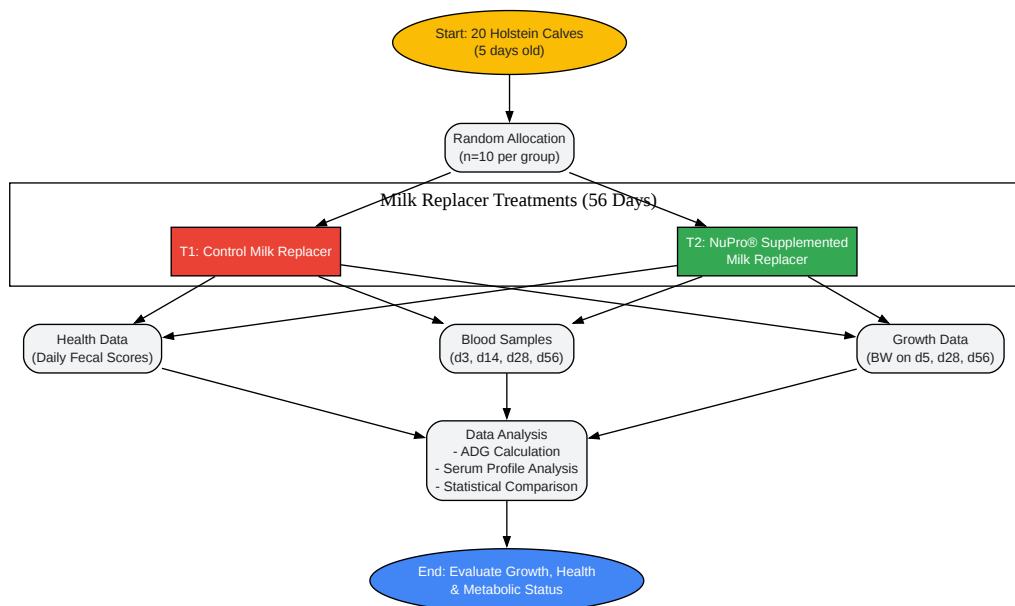 Start: 20 Holstein Calves
(5 days old)
Random Allocation
(n=10 per group)
Milk Replacer Treatments (56 Days)
T1: Control Milk Replacer
T2: NuPro® Supplemented
Milk Replacer
Health Data
(Daily Fecal Scores)
Blood Samples
(d3, d14, d28, d56)
Growth Data
(BW on d5, d28, d56)
Data Analysis
- ADG Calculation
- Serum Profile Analysis
- Statistical Comparison
End: Evaluate Growth, Health
& Metabolic Status